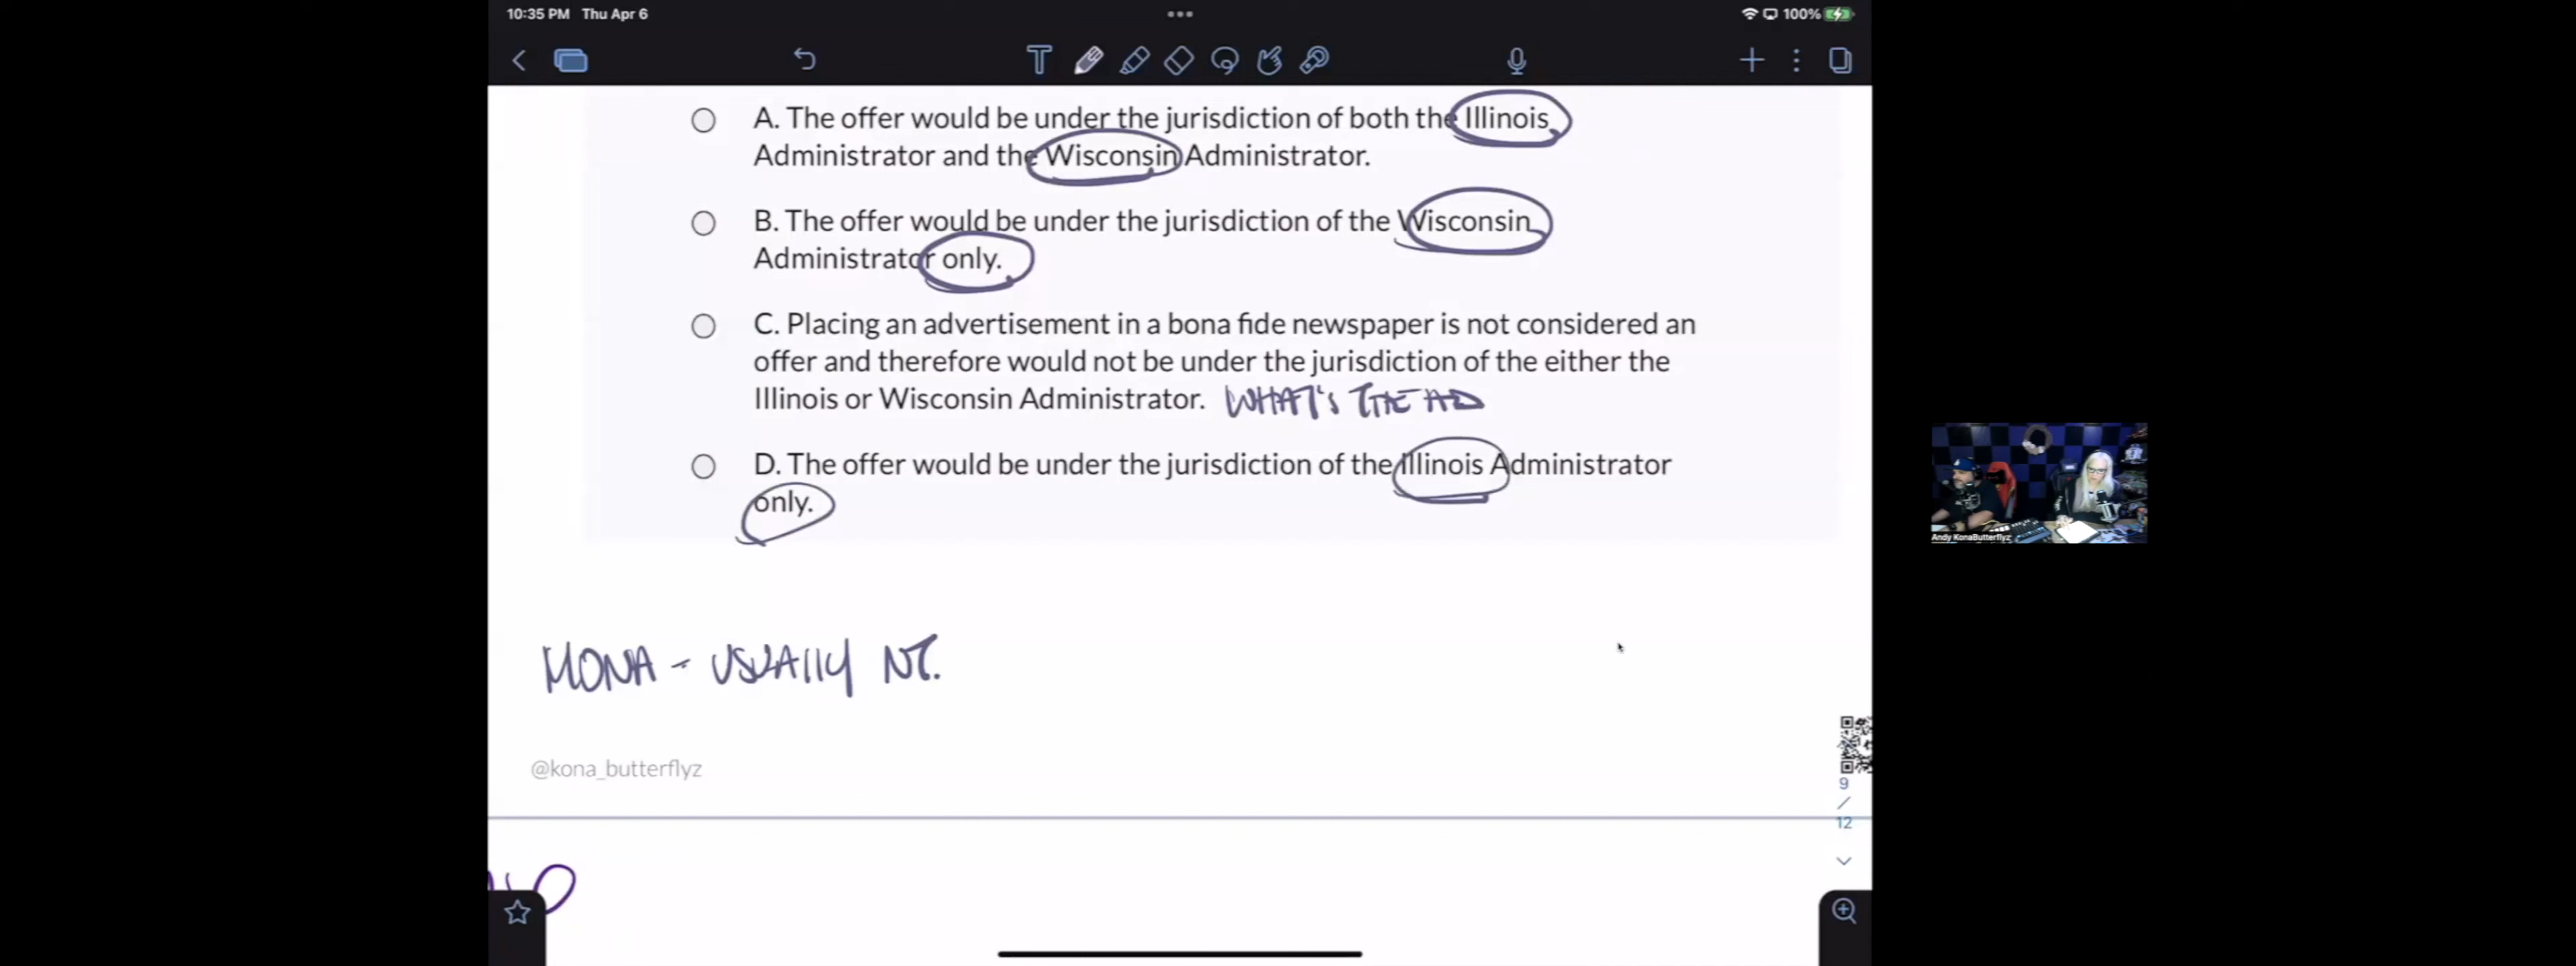 10:35 PM Thu Apr 6
100%
A. The offer would be under the jurisdiction of both the Illinois
Administrator and the Wisconsin Administrator.
B. The offer would be under the jurisdiction of the Wisconsin
Administrator only.
C. Placing an advertisement in a bona fide newspaper is not considered an
offer and therefore would not be under the jurisdiction of the either the
Illinois or Wisconsin Administrator. WHAT'S THE AD
D. The offer would be under the jurisdiction of the Illinois Administrator
only.
Andy KonaButterflyz
MONA - USUALLY NT.
@kona_butterflyz
9
/
12